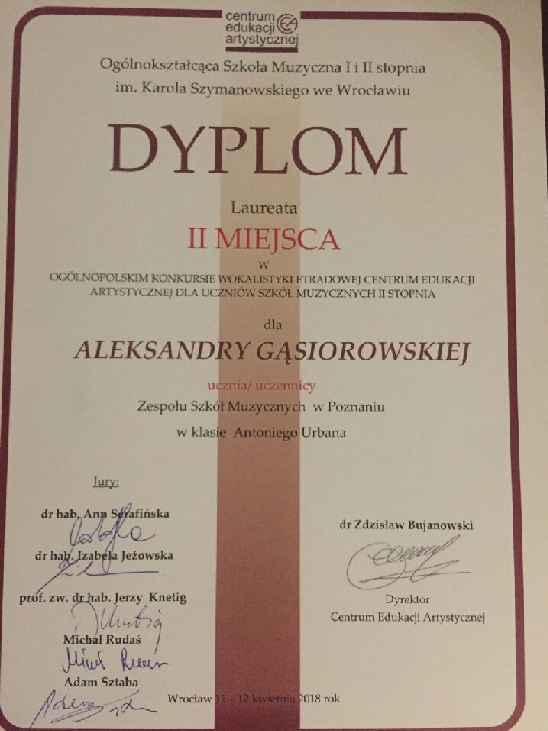 centrum
edukacji
artystycznej
Ogólnokształcąca Szkoła Muzyczna I i II stopnia
im. Karola Szymanowskiego we Wrocławiu
DYPLOM
Laureata
II MIEJSCA
W
OGÓLNOPOLSKIM KONKURSIE WOKALISTYKI ETRADOWEJ CENTRUM EDUKACJI
ARTYSTYCZNEJ DLA UCZNIÓW SZKÓŁ MUZYCZNYCH II STOPNIA
dla
ALEKSANDRY GĄSIOROWSKIEJ
ucznia/ uczennicy
Zespołu Szkół Muzycznych w Poznaniu
w klasie Antoniego Urbana
Jury:
dr hab. Ann Serafińska
dr hab. Izabela Jeżowska
prof. zw. dr hab. Jerzy Knetig
Michał Rudaś
Adam Sztaba
dr Zdzisław Bujanowski
Dyrektor
Centrum Edukacji Artystycznej
Wrocław 11 – 12 kwietnia 2018 rok